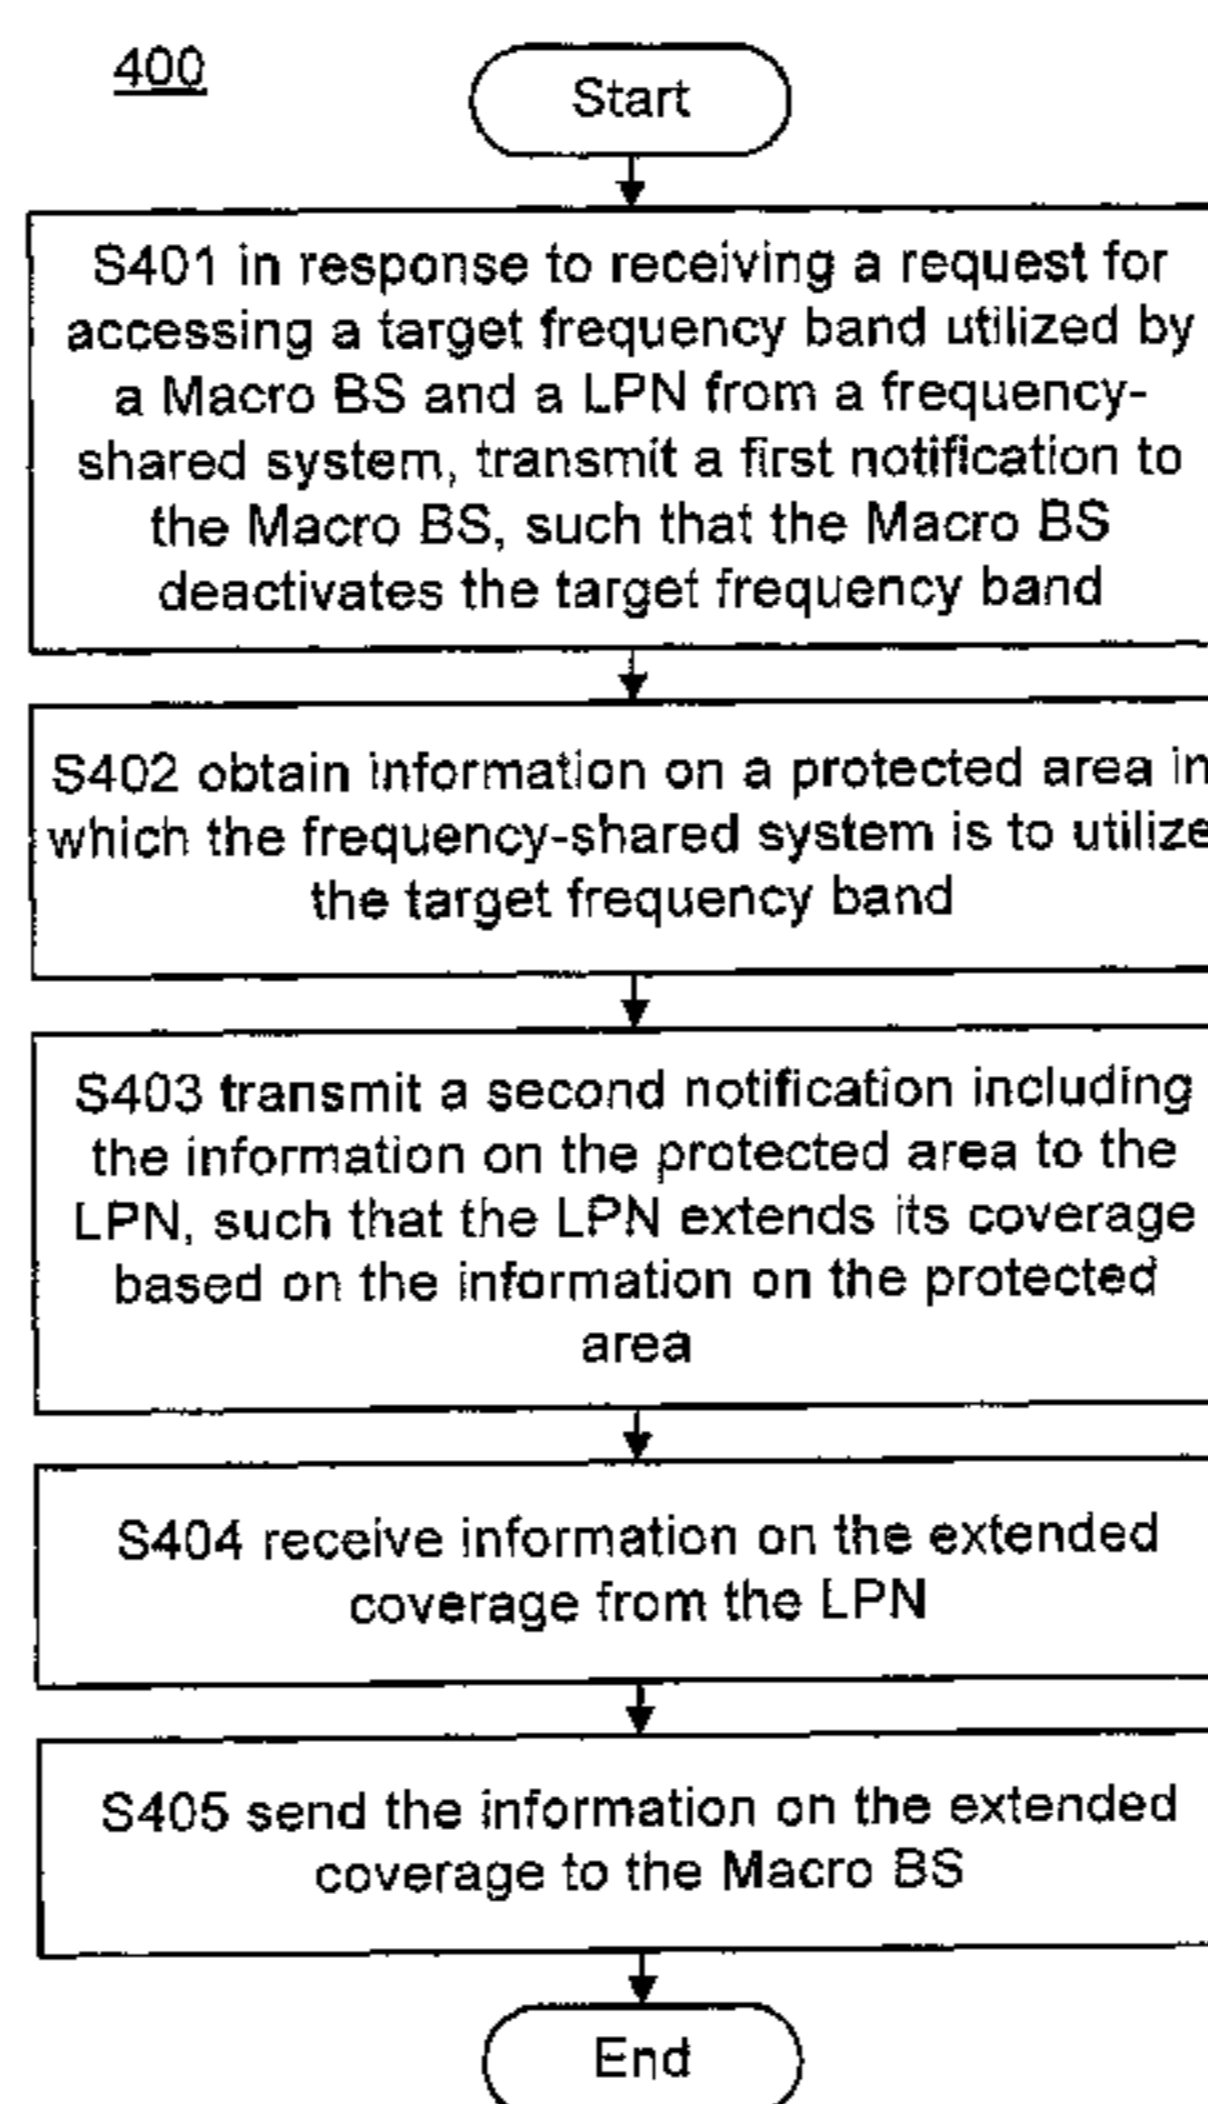 400
Start
S401 in response to receiving a request for
accessing a target frequency band utilized by
a Macro BS and a LPN from a frequency-
shared system, transmit a first notification to
the Macro BS, such that the Macro BS
deactivates the target frequency band
S402 obtain information on a protected area in
which the frequency-shared system is to utilize
the target frequency band
S403 transmit a second notification including
the information on the protected area to the
LPN, such that the LPN extends its coverage
based on the information on the protected
area
S404 receive information on the extended
coverage from the LPN
S405 send the information on the extended
coverage to the Macro BS
End